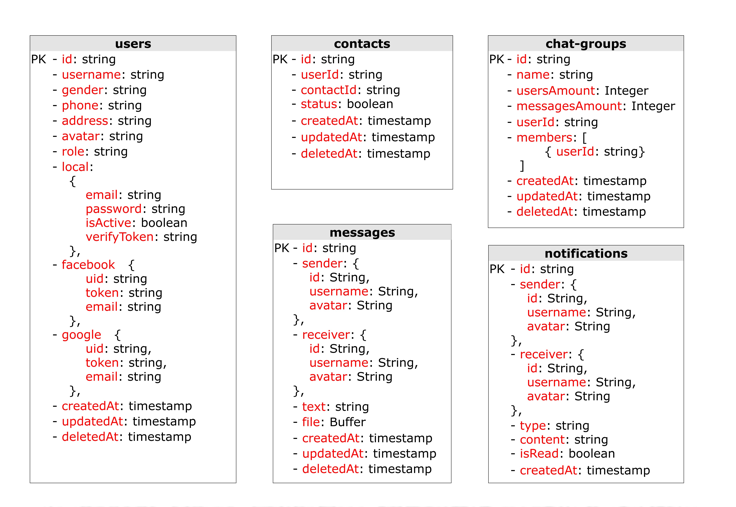 users
PK - id: string
- username: string
- gender: string
- phone: string
- address: string
- avatar: string
- role: string
- local:
{
email: string
password: string
isActive: boolean
verifyToken: string
},
- facebook {
uid: string
token: string
email: string
},
- google {
uid: string,
token: string,
email: string
},
- createdAt: timestamp
- updatedAt: timestamp
- deletedAt: timestamp
contacts
PK - id: string
- userId: string
- contactId: string
- status: boolean
- createdAt: timestamp
- updatedAt: timestamp
- deletedAt: timestamp
messages
PK - id: string
- sender: {
id: String,
username: String,
avatar: String
},
- receiver: {
id: String,
username: String,
avatar: String
},
- text: string
- file: Buffer
- createdAt: timestamp
- updatedAt: timestamp
- deletedAt: timestamp
chat-groups
PK - id: string
- name: string
- usersAmount: Integer
- messagesAmount: Integer
- userId: string
- members: [
{ userId: string}
]
- createdAt: timestamp
- updatedAt: timestamp
- deletedAt: timestamp
notifications
PK - id: string
- sender: {
id: String,
username: String,
avatar: String
},
- receiver: {
id: String,
username: String,
avatar: String
},
- type: string
- content: string
- isRead: boolean
- createdAt: timestamp